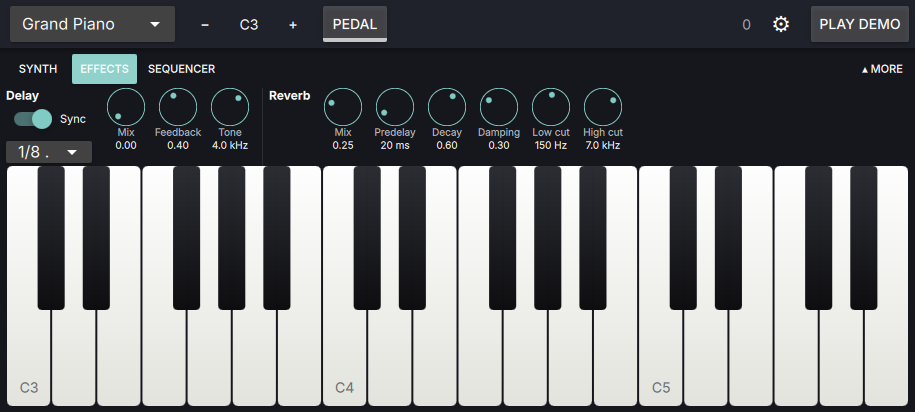 Grand Piano
−
C3
+
PEDAL
0
PLAY DEMO
SYNTH
EFFECTS
SEQUENCER
▴ MORE
Delay
Sync
1/8 .
Mix
0.00
Feedback
0.40
Tone
4.0 kHz
Reverb
Mix
0.25
Predelay
20 ms
Decay
0.60
Damping
0.30
Low cut
150 Hz
High cut
7.0 kHz
C3
C4
C5